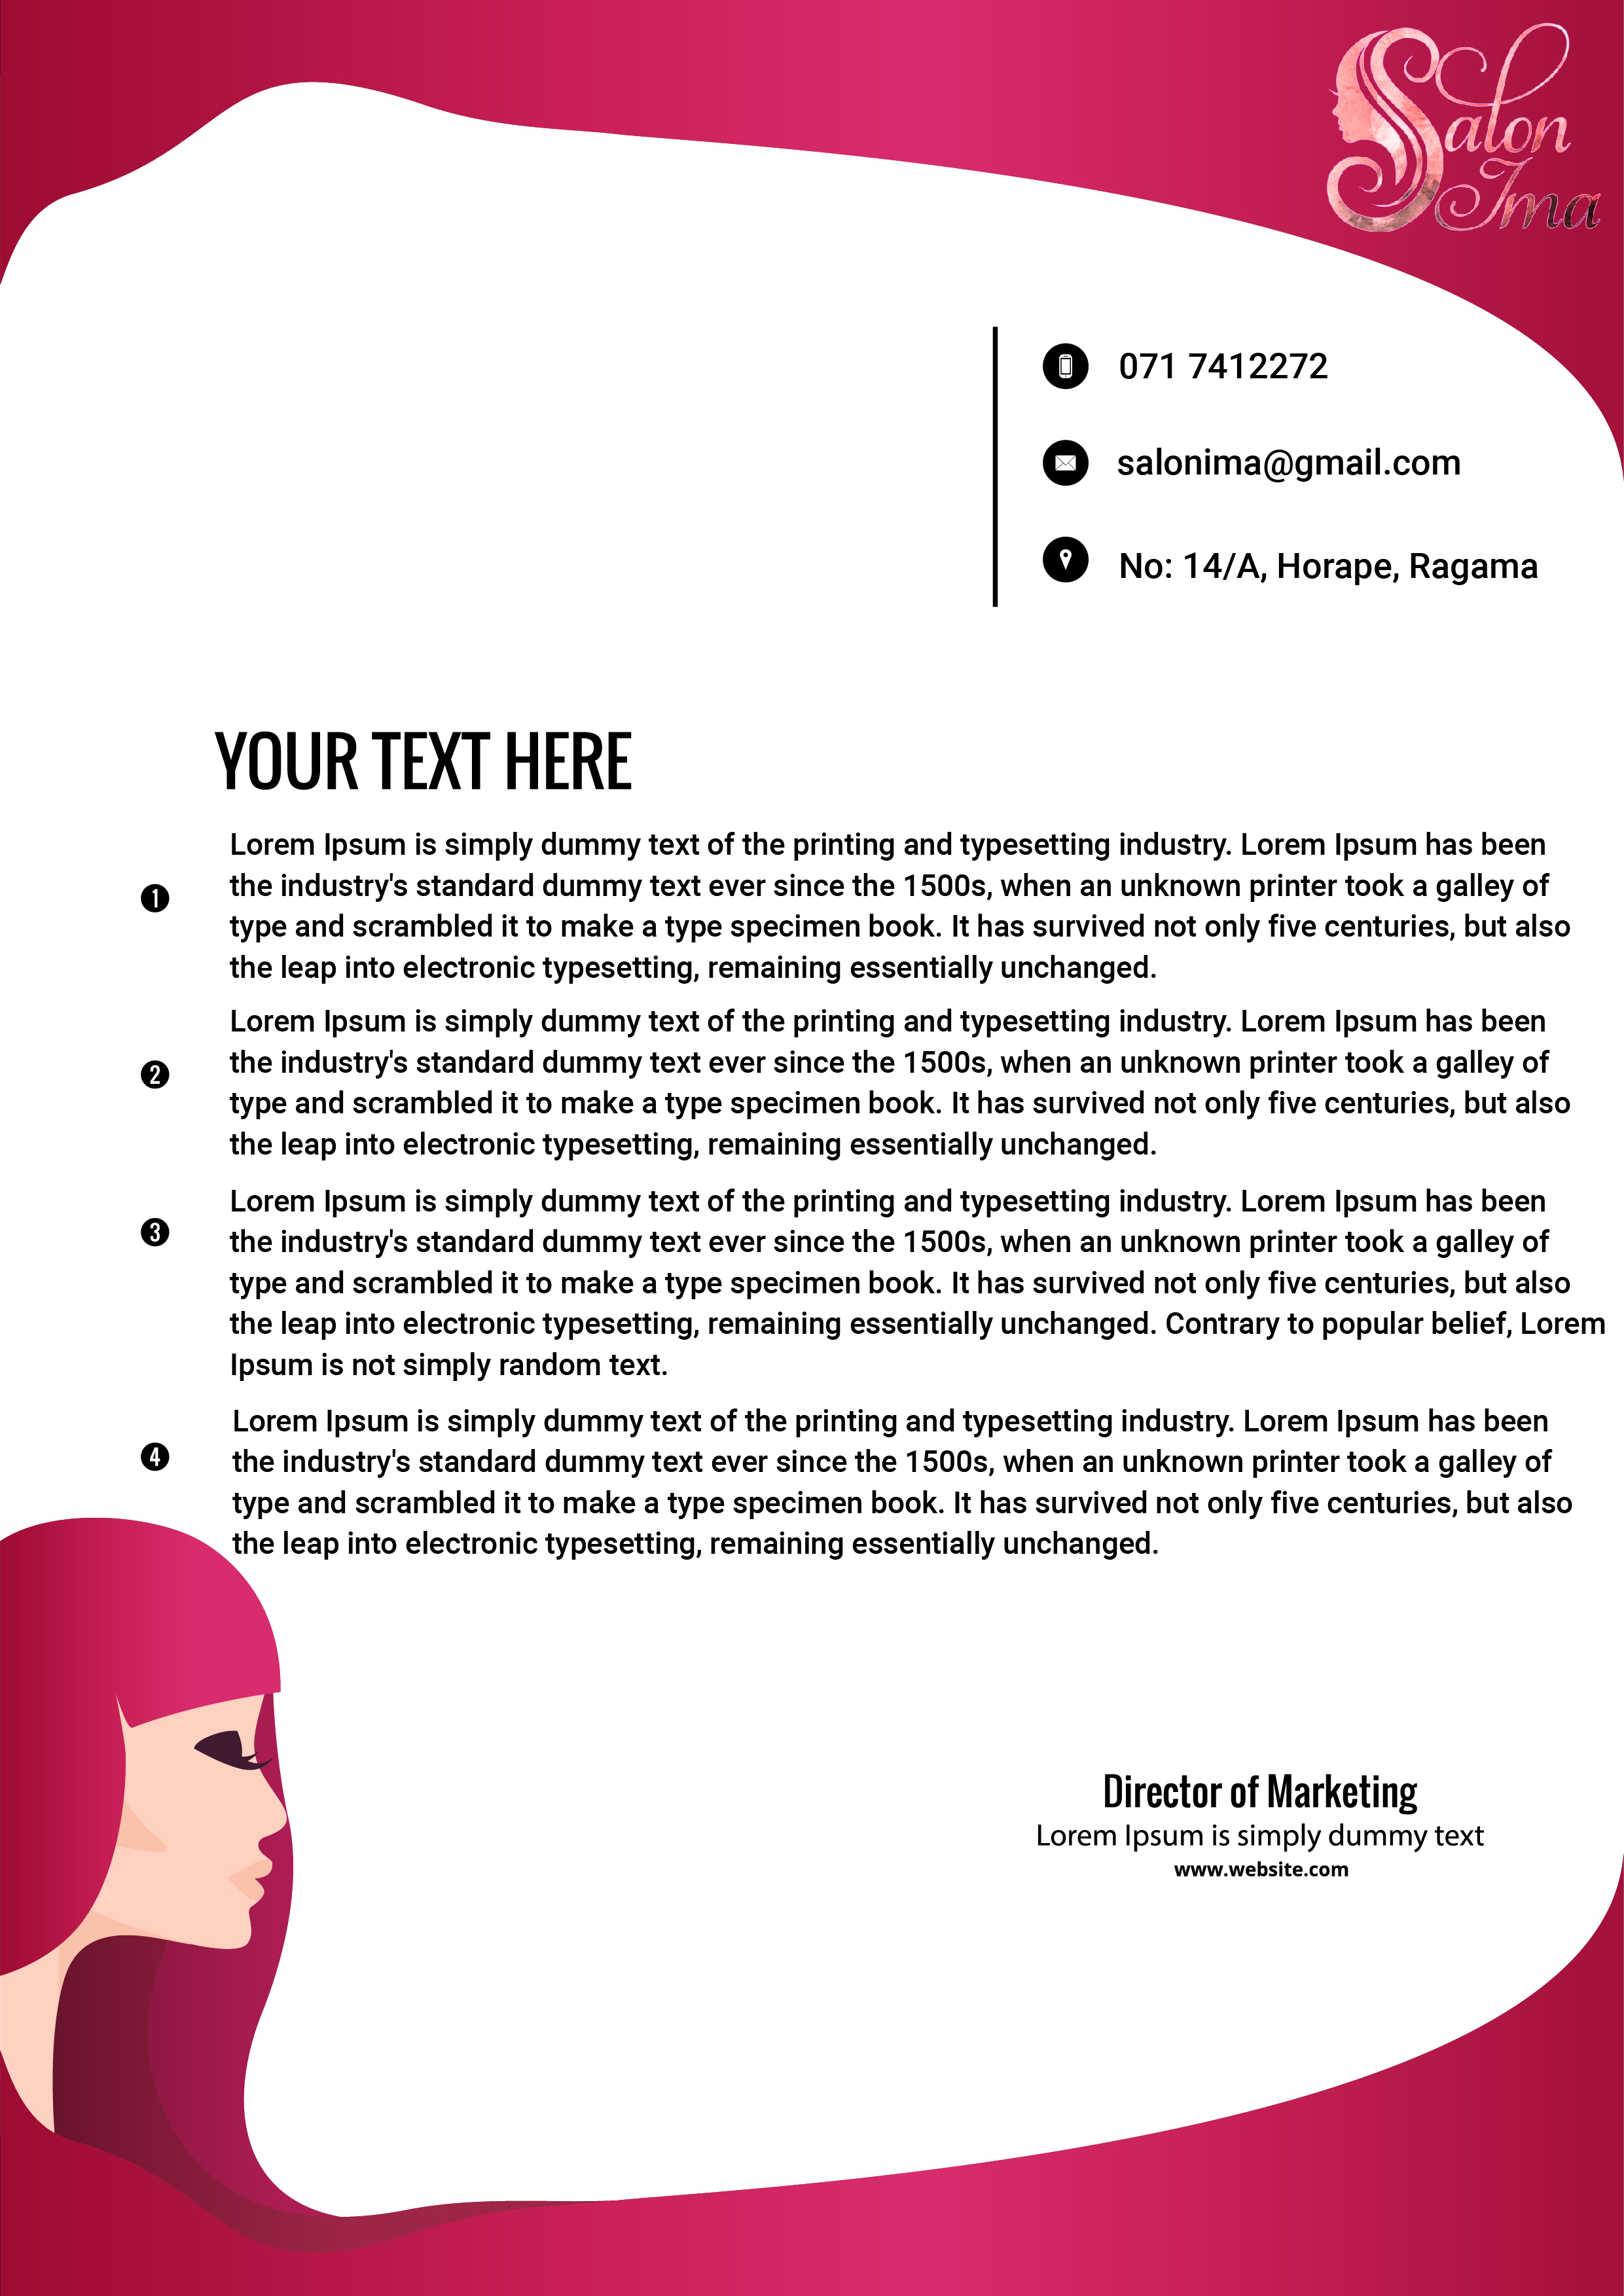 Salon
Ima
071 7412272
salonima@gmail.com
No: 14/A, Horape, Ragama
YOUR TEXT HERE
1
Lorem Ipsum is simply dummy text of the printing and typesetting industry. Lorem Ipsum has been
the industry's standard dummy text ever since the 1500s, when an unknown printer took a galley of
type and scrambled it to make a type specimen book. It has survived not only five centuries, but also
the leap into electronic typesetting, remaining essentially unchanged.
2
Lorem Ipsum is simply dummy text of the printing and typesetting industry. Lorem Ipsum has been
the industry's standard dummy text ever since the 1500s, when an unknown printer took a galley of
type and scrambled it to make a type specimen book. It has survived not only five centuries, but also
the leap into electronic typesetting, remaining essentially unchanged.
3
Lorem Ipsum is simply dummy text of the printing and typesetting industry. Lorem Ipsum has been
the industry's standard dummy text ever since the 1500s, when an unknown printer took a galley of
type and scrambled it to make a type specimen book. It has survived not only five centuries, but also
the leap into electronic typesetting, remaining essentially unchanged. Contrary to popular belief, Lorem
Ipsum is not simply random text.
4
Lorem Ipsum is simply dummy text of the printing and typesetting industry. Lorem Ipsum has been
the industry's standard dummy text ever since the 1500s, when an unknown printer took a galley of
type and scrambled it to make a type specimen book. It has survived not only five centuries, but also
the leap into electronic typesetting, remaining essentially unchanged.
Director of Marketing
Lorem Ipsum is simply dummy text
www.website.com